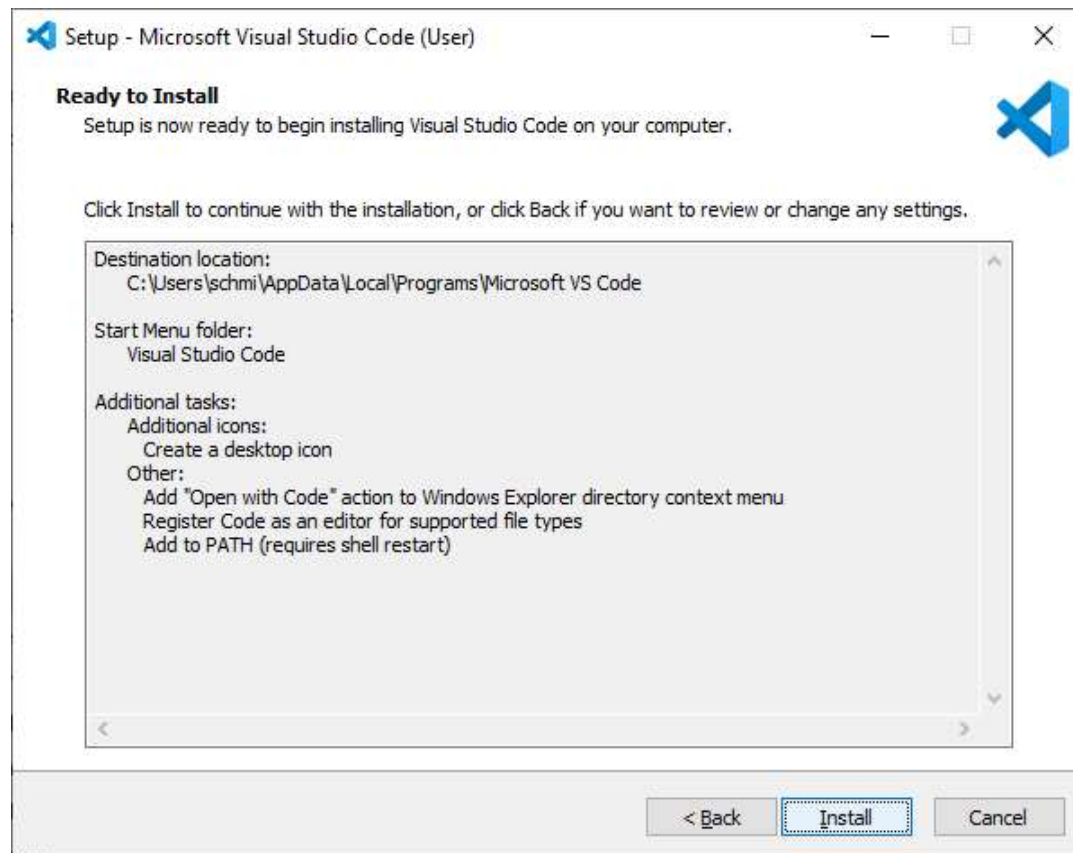 Setup - Microsoft Visual Studio Code (User)
Ready to Install
Setup is now ready to begin installing Visual Studio Code on your computer.
Click Install to continue with the installation, or click Back if you want to review or change any settings.
Destination location:
C:\Users\schmi\AppData\Local\Programs\Microsoft VS Code
Start Menu folder:
Visual Studio Code
Additional tasks:
Additional icons:
Create a desktop icon
Other:
Add "Open with Code" action to Windows Explorer directory context menu
Register Code as an editor for supported file types
Add to PATH (requires shell restart)
< Back Install Cancel